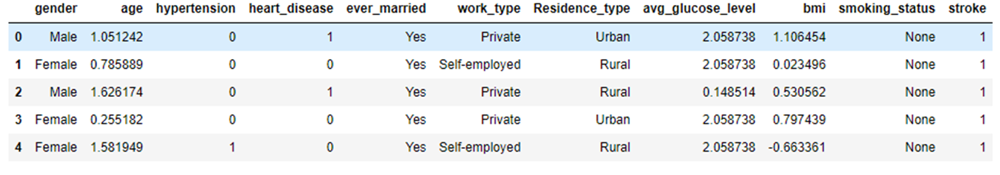 gender age hypertension heart_disease ever_married work_type Residence_type avg_glucose_level bmi smoking_status stroke
0 Male 1.051242 0 1 Yes Private Urban 2.058738 1.106454 None 1
1 Female 0.785889 0 0 Yes Self-employed Rural 2.058738 0.023496 None 1
2 Male 1.626174 0 1 Yes Private Rural 0.148514 0.530562 None 1
3 Female 0.255182 0 0 Yes Private Urban 2.058738 0.797439 None 1
4 Female 1.581949 1 0 Yes Self-employed Rural 2.058738 -0.663361 None 1